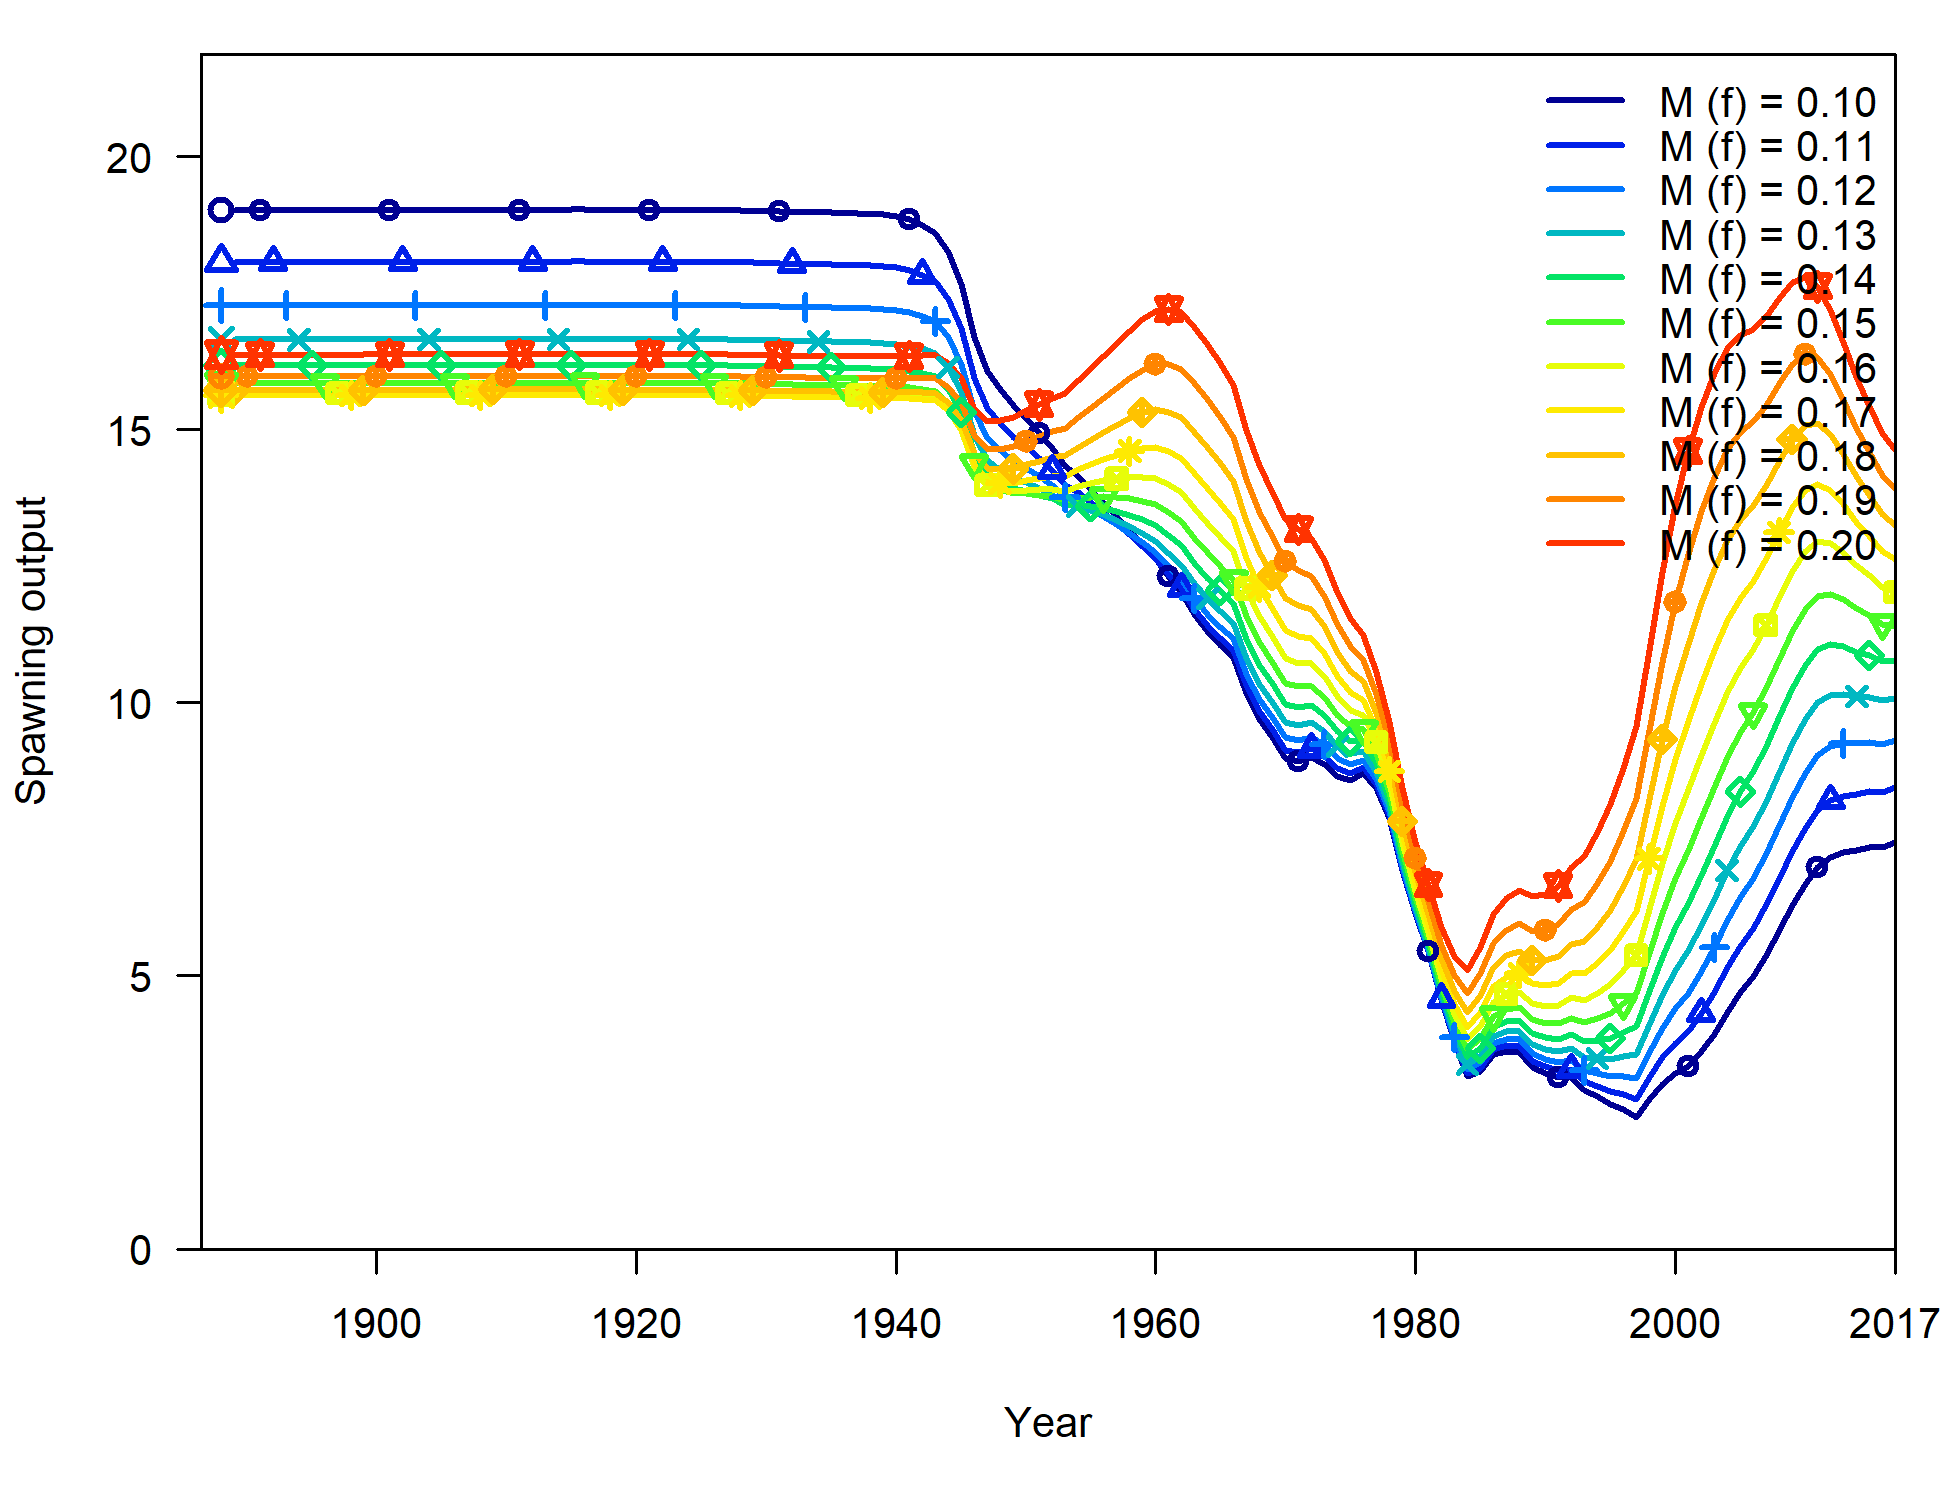 M (f) = 0.10
M (f) = 0.11
M (f) = 0.12
M (f) = 0.13
M (f) = 0.14
M (f) = 0.15
M (f) = 0.16
M (f) = 0.17
M (f) = 0.18
M (f) = 0.19
M (f) = 0.20
20
15
10
5
0
Spawning output
1900 1920 1940 1960 1980 2000 2017
Year